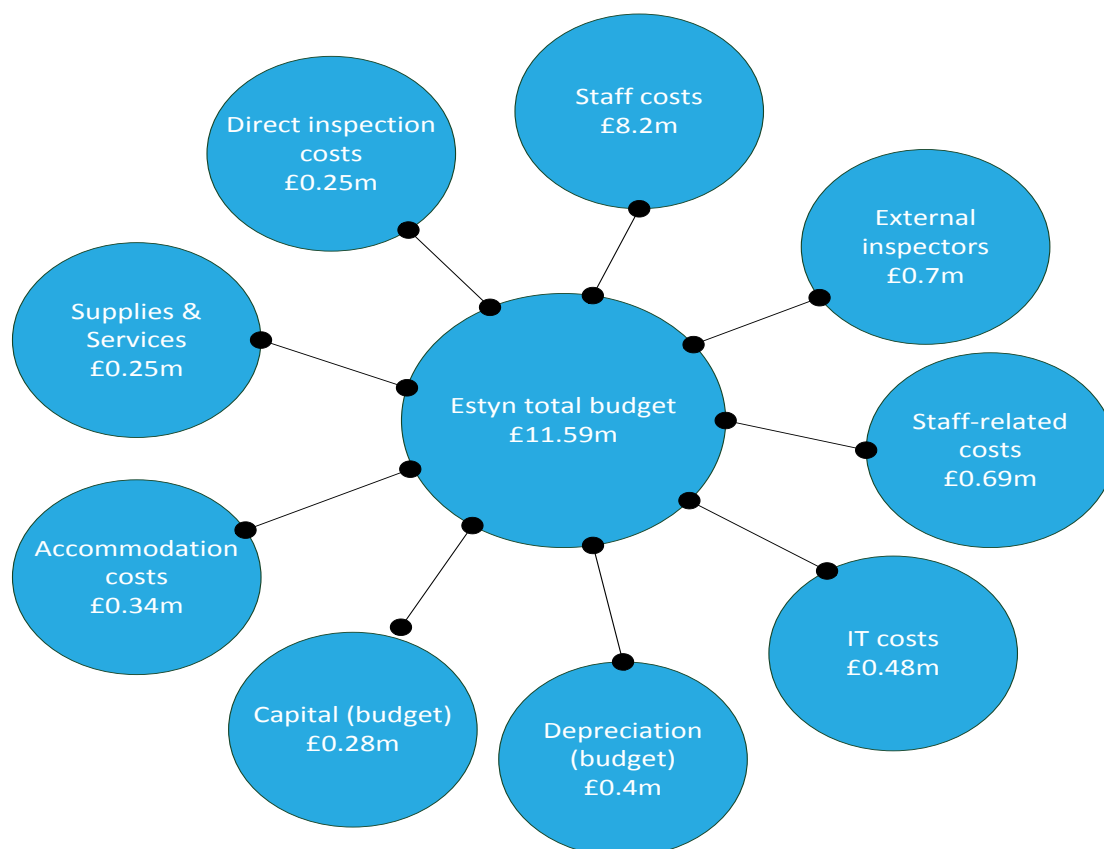 Staff costs
£8.2m
Direct inspection
costs
£0.25m
External
inspectors
£0.7m
Supplies &
Services
£0.25m
Estyn total budget
£11.59m
Staff-related
costs
£0.69m
Accommodation
costs
£0.34m
IT costs
£0.48m
Capital (budget)
£0.28m
Depreciation
(budget)
£0.4m